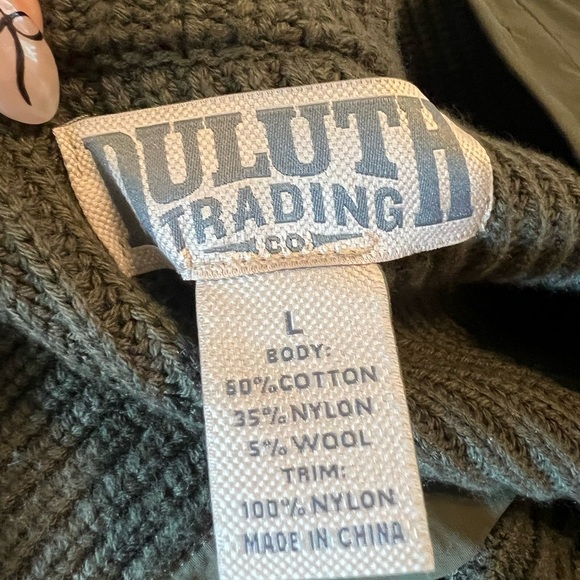 DULUTH
TRADING
CO
L
BODY:
60% COTTON
35% NYLON
5% WOOL
TRIM:
100% NYLON
MADE IN CHINA